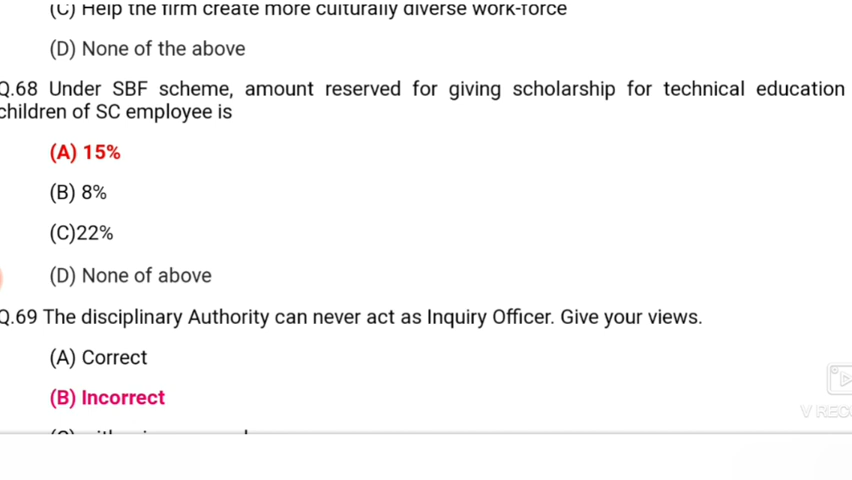 (C) Help the firm create more culturally diverse work-force
(D) None of the above
Q.68 Under SBF scheme, amount reserved for giving scholarship for technical education
children of SC employee is
(A) 15%
(B) 8%
(C)22%
(D) None of above
Q.69 The disciplinary Authority can never act as Inquiry Officer. Give your views.
(A) Correct
(B) Incorrect
V REC